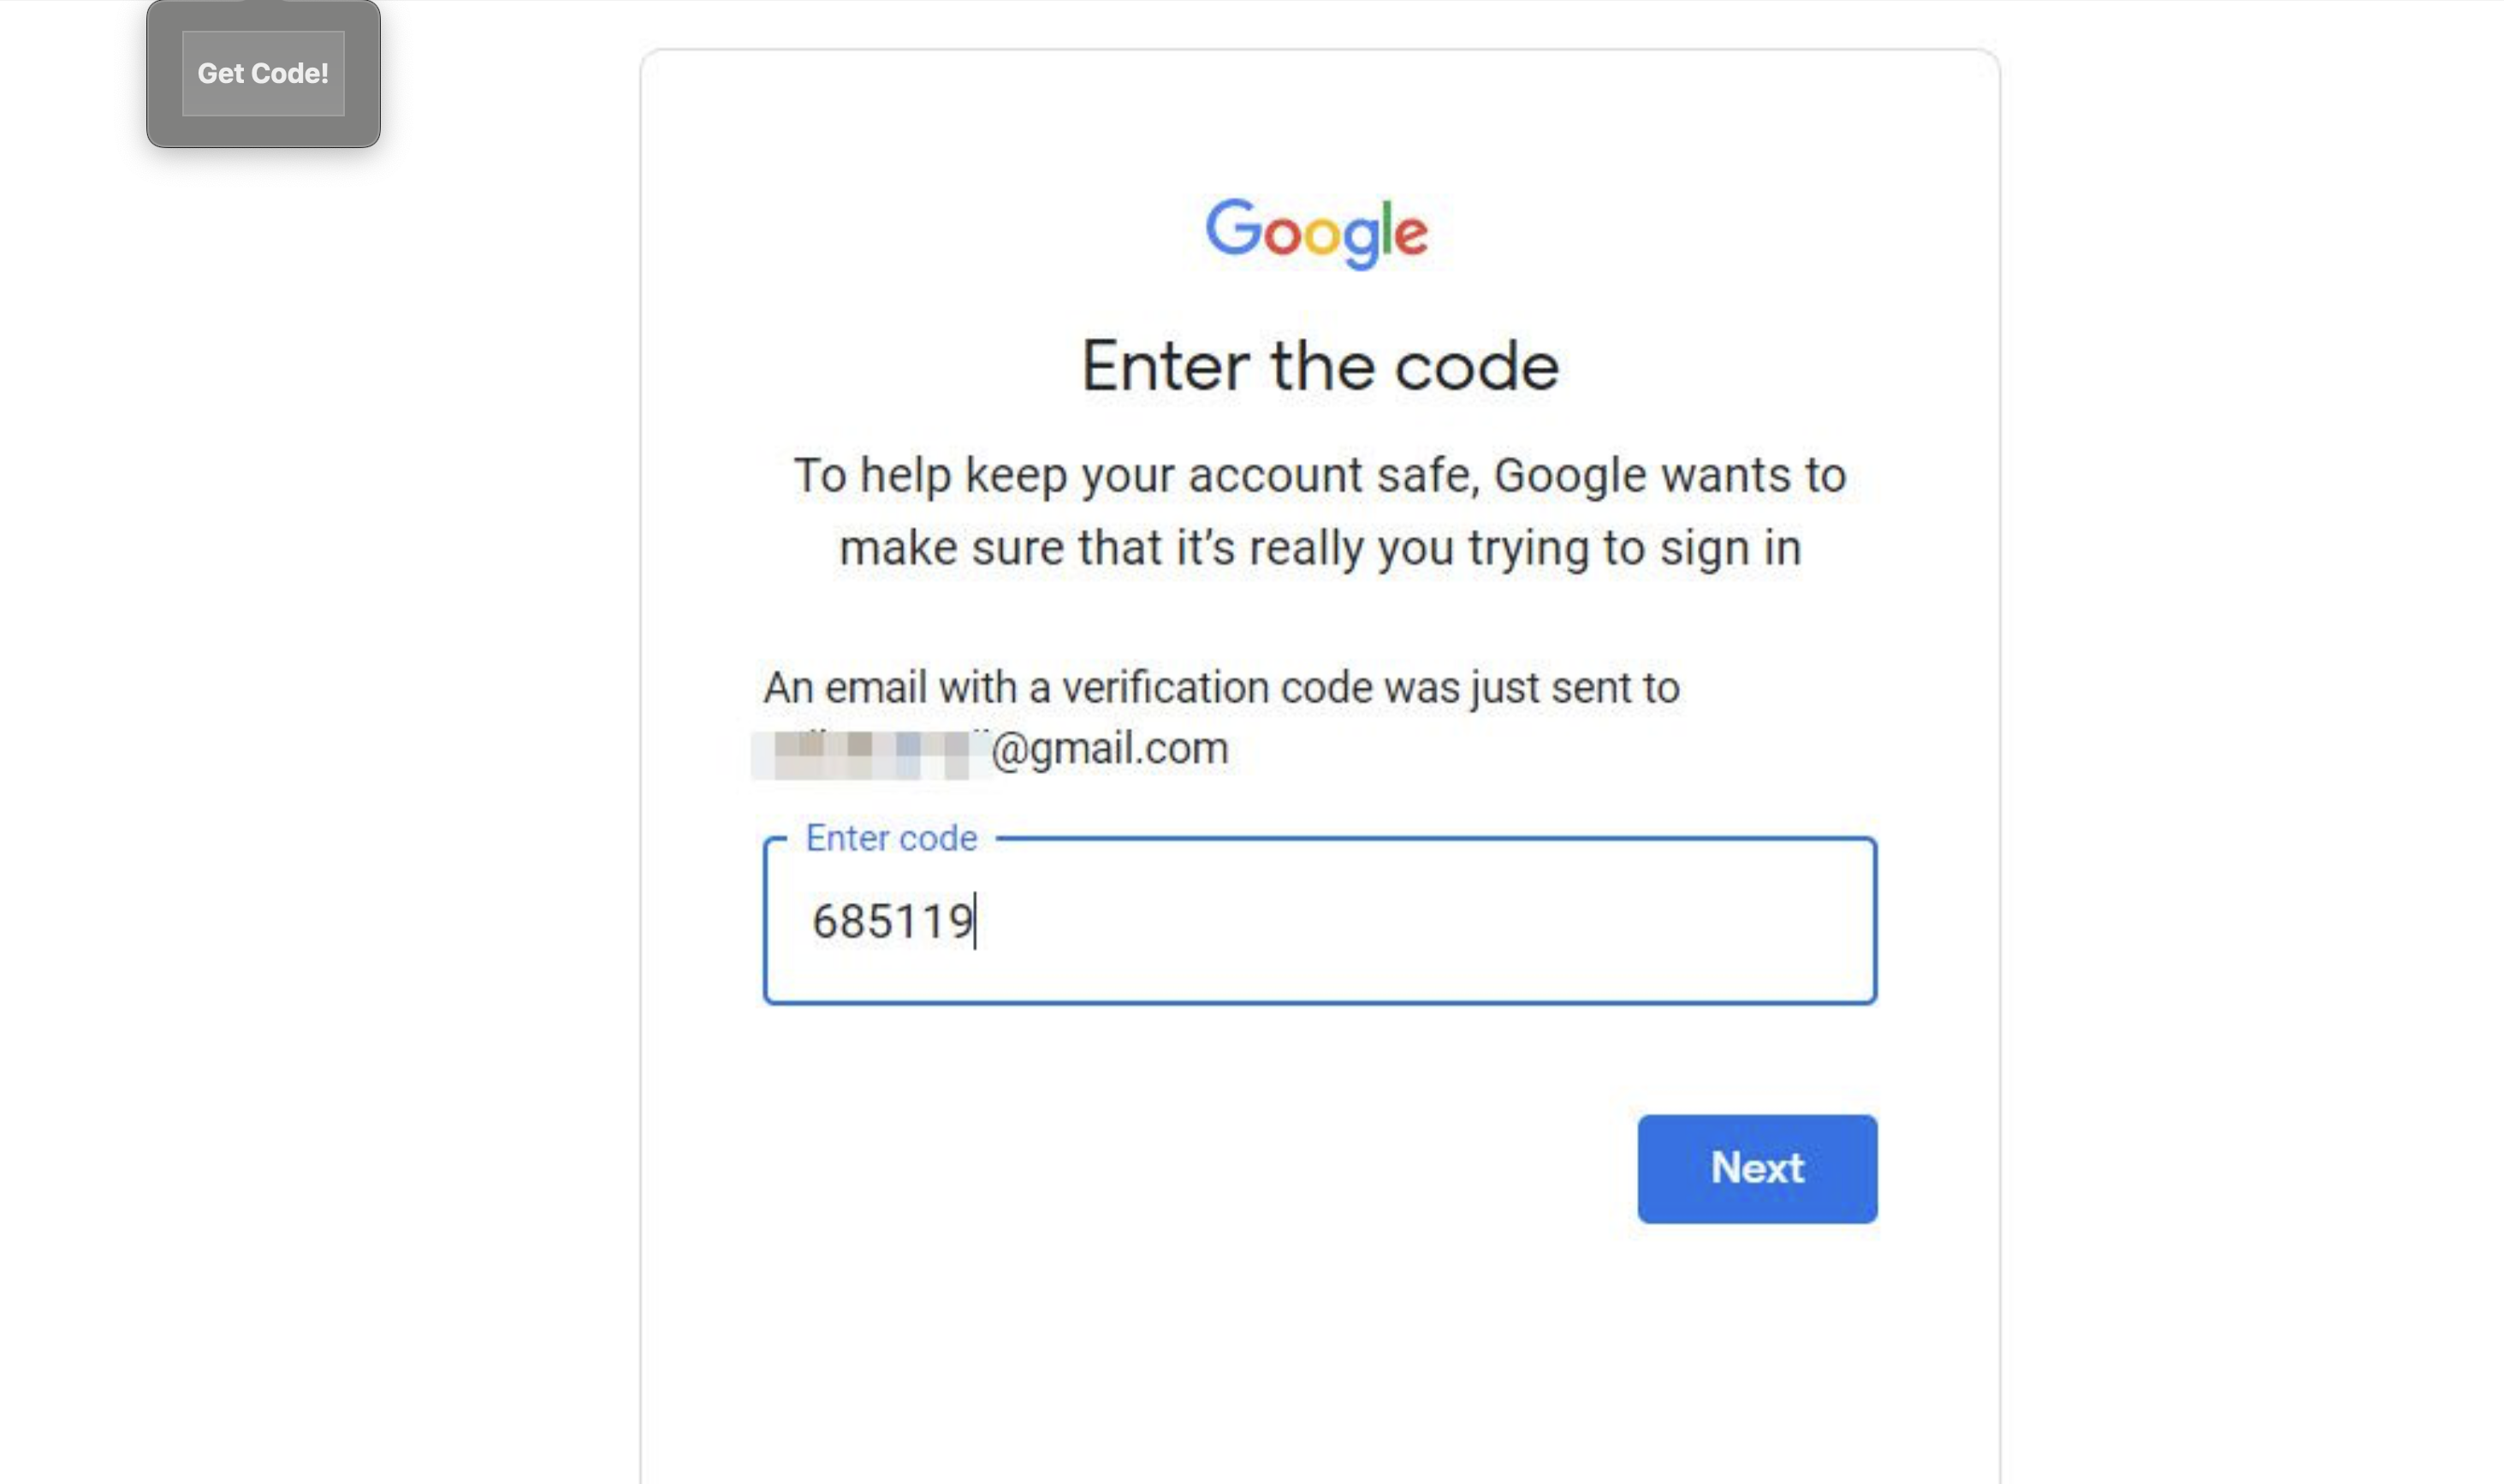 Get Code!
Google
Enter the code
To help keep your account safe, Google wants to
make sure that it’s really you trying to sign in
An email with a verification code was just sent to
@gmail.com
Enter code
685119
Next